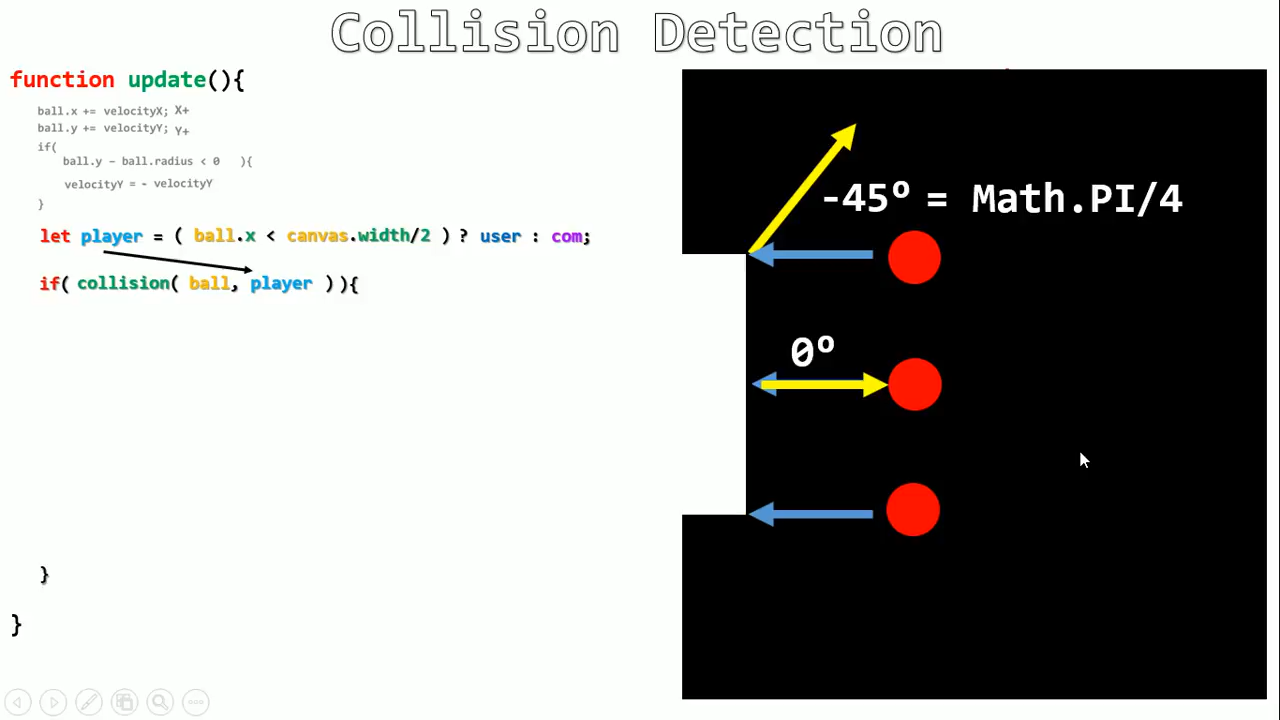 Collision Detection
function update(){
ball.x += velocityX; X+
ball.y += velocityY; Y+
if(
ball.y - ball.radius < 0 ){
velocityY = - velocityY
}
let player = ( ball.x < canvas.width/2 ) ? user : com;
if( collision( ball, player ) ){
}
}
-45º = Math.PI/4
0º